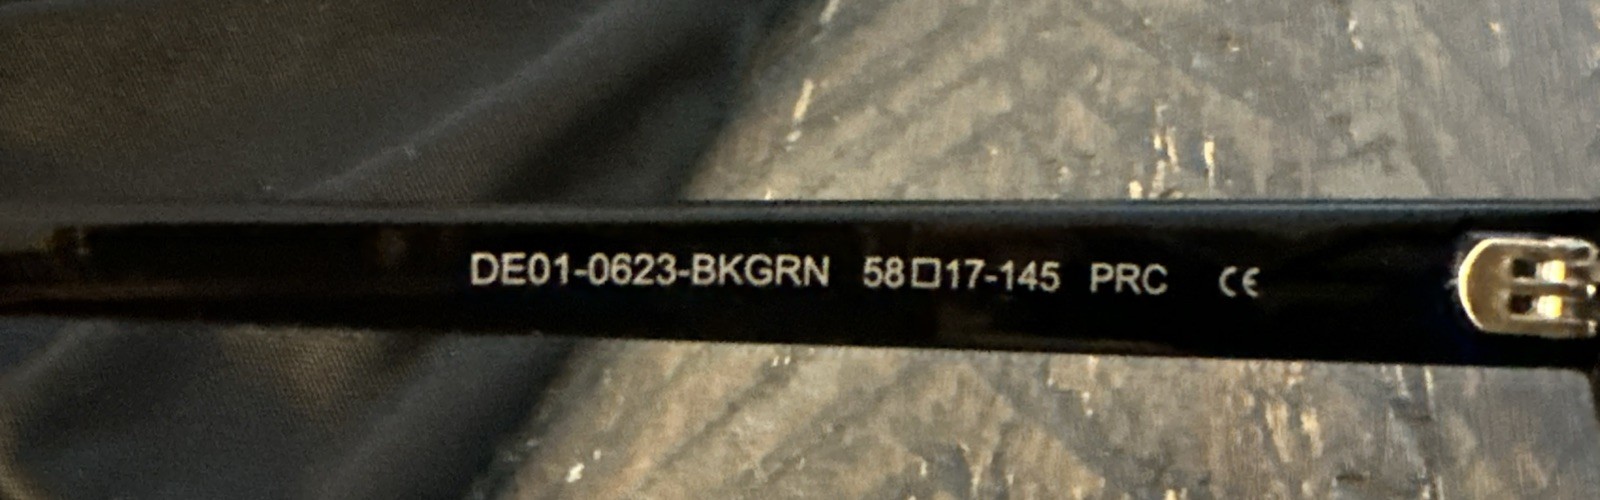 DE01-0623-BKGRN 58□17-145 PRC CE